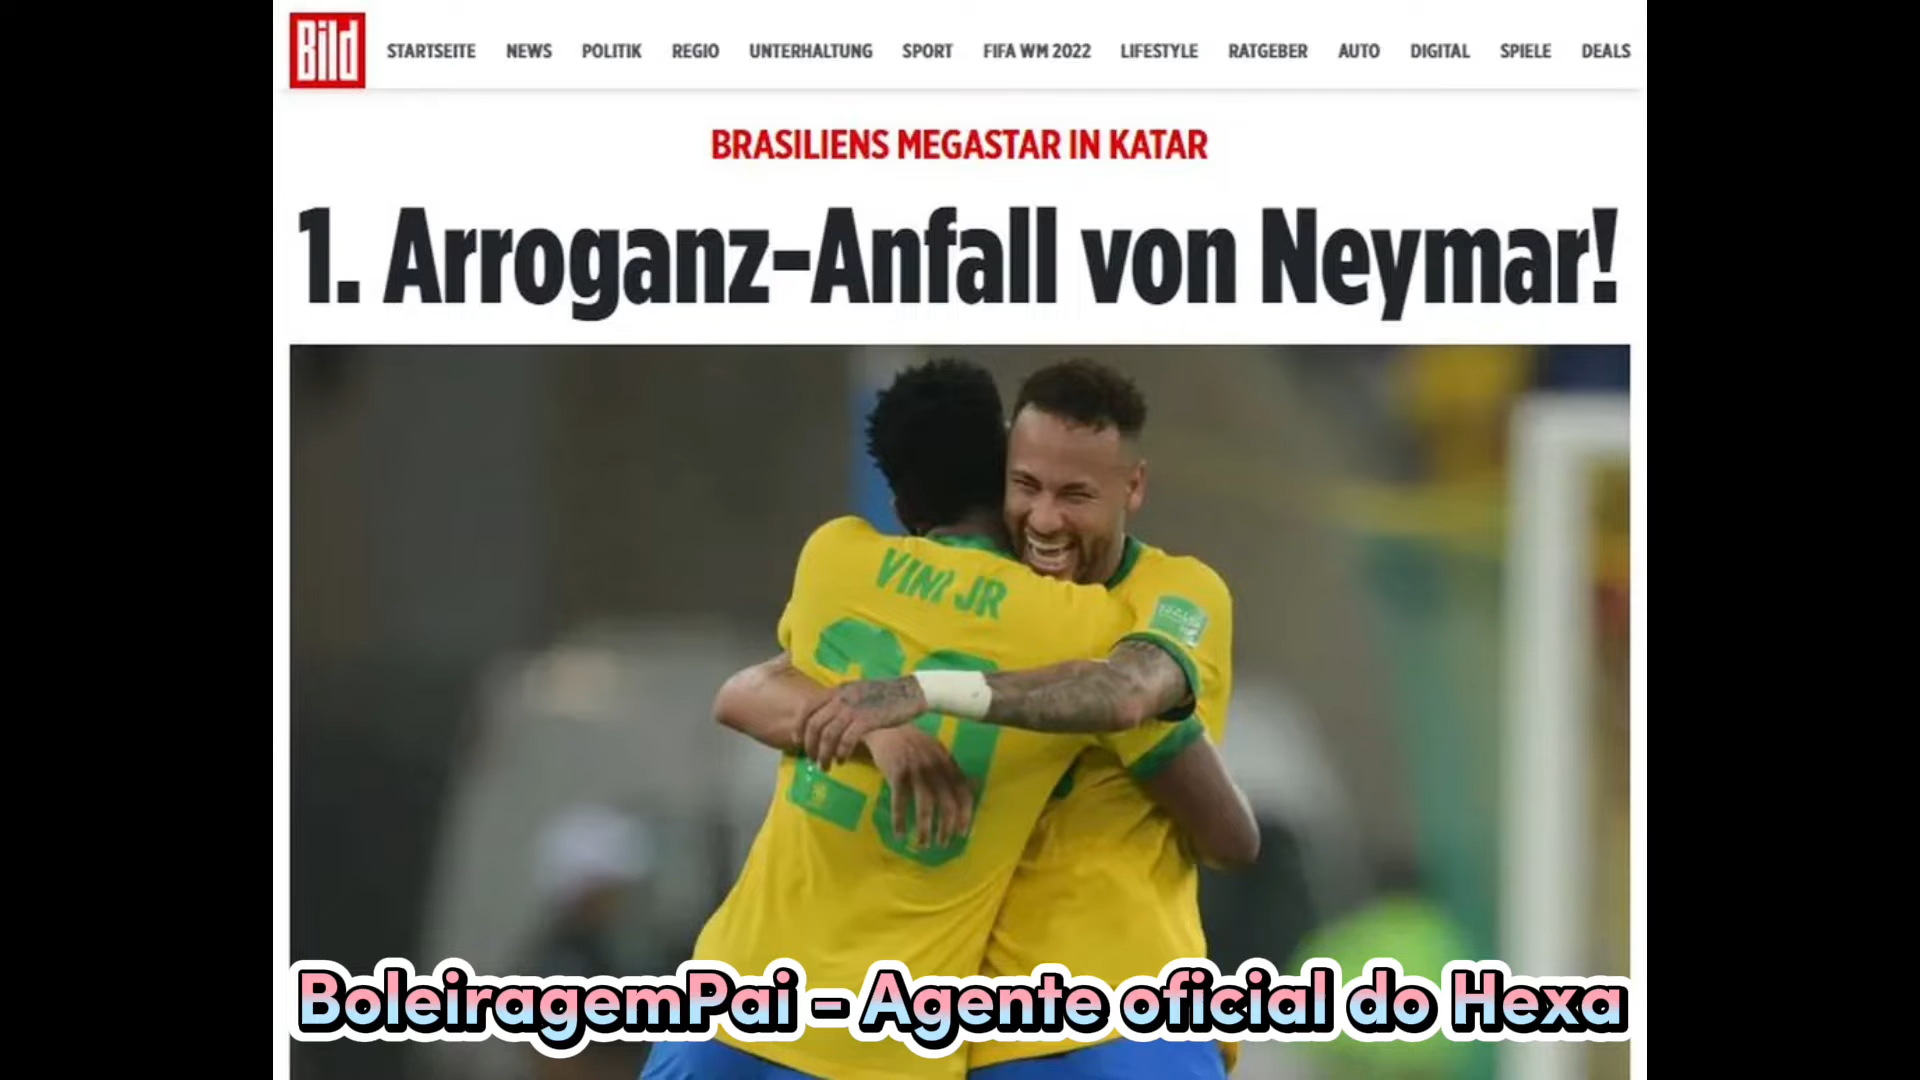 Bild STARTSEITE NEWS POLITIK REGIO UNTERHALTUNG SPORT FIFA WM 2022 LIFESTYLE RATGEBER AUTO DIGITAL SPIELE DEALS
BRASILIENS MEGASTAR IN KATAR
1. Arroganz-Anfall von Neymar!
VINI JR
20
BoleiragemPai - Agente oficial do Hexa